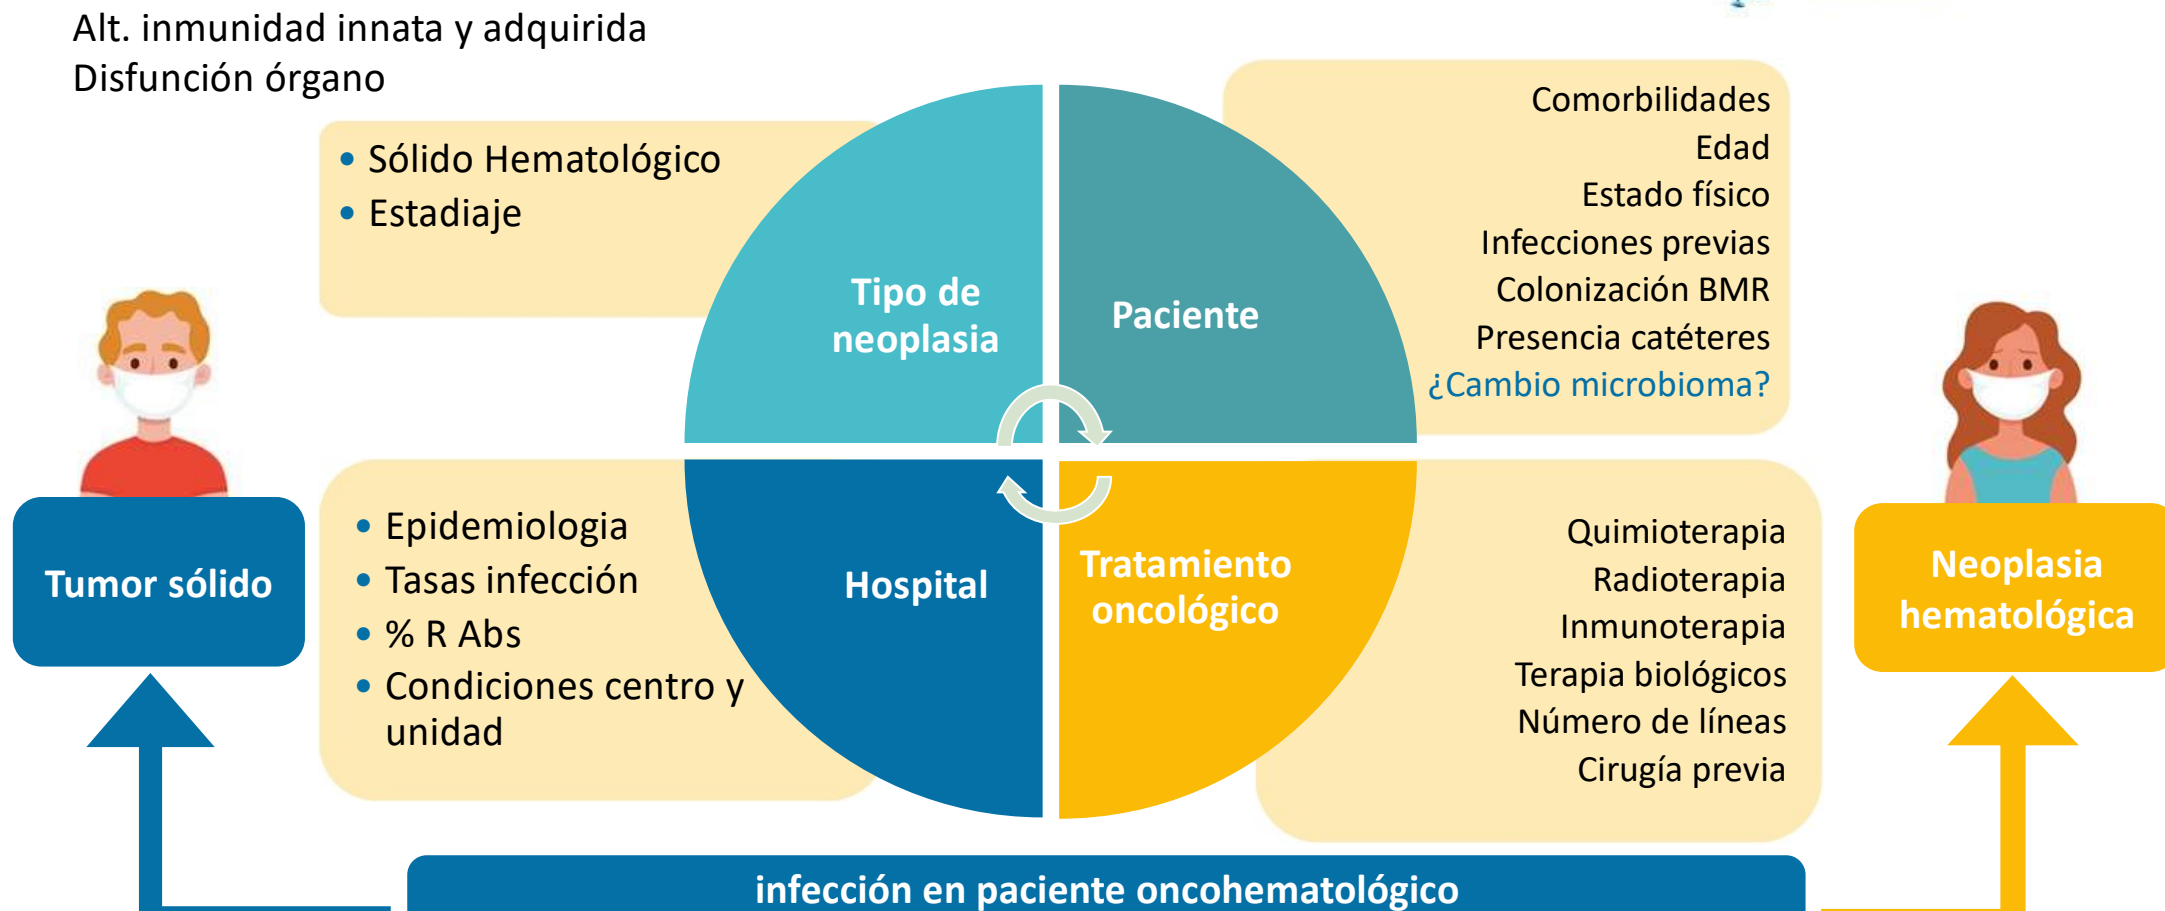 Alt. inmunidad innata y adquirida
Disfunción órgano
• Sólido Hematológico
• Estadiaje
Tipo de
neoplasia
Paciente
Comorbilidades
Edad
Estado físico
Infecciones previas
Colonización BMR
Presencia catéteres
¿Cambio microbioma?
Tumor sólido
• Epidemiologia
• Tasas infección
• % R Abs
• Condiciones centro y
unidad
Hospital
Tratamiento
oncológico
Quimioterapia
Radioterapia
Inmunoterapia
Terapia biológicos
Número de líneas
Cirugía previa
Neoplasia
hematológica
infección en paciente oncohematológico